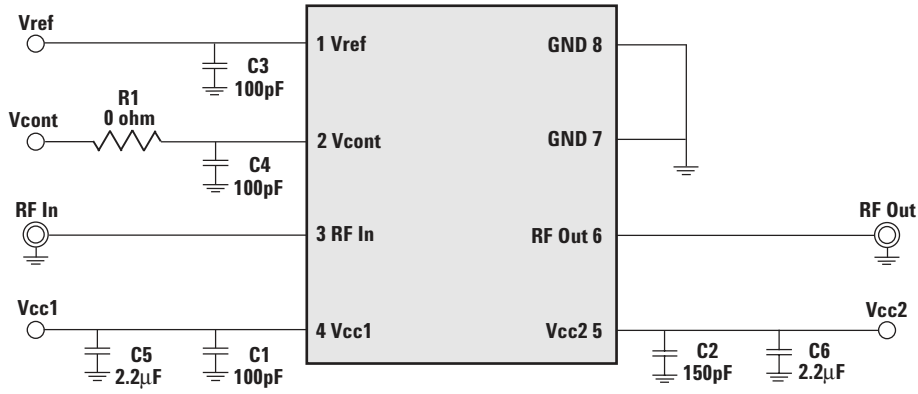 Vref
1 Vref
GND 8
C3
100pF
R1
0 ohm
Vcont
2 Vcont
GND 7
C4
100pF
RF In
3 RF In
RF Out 6
RF Out
Vcc1
4 Vcc1
Vcc2 5
Vcc2
C5
2.2µF
C1
100pF
C2
150pF
C6
2.2µF